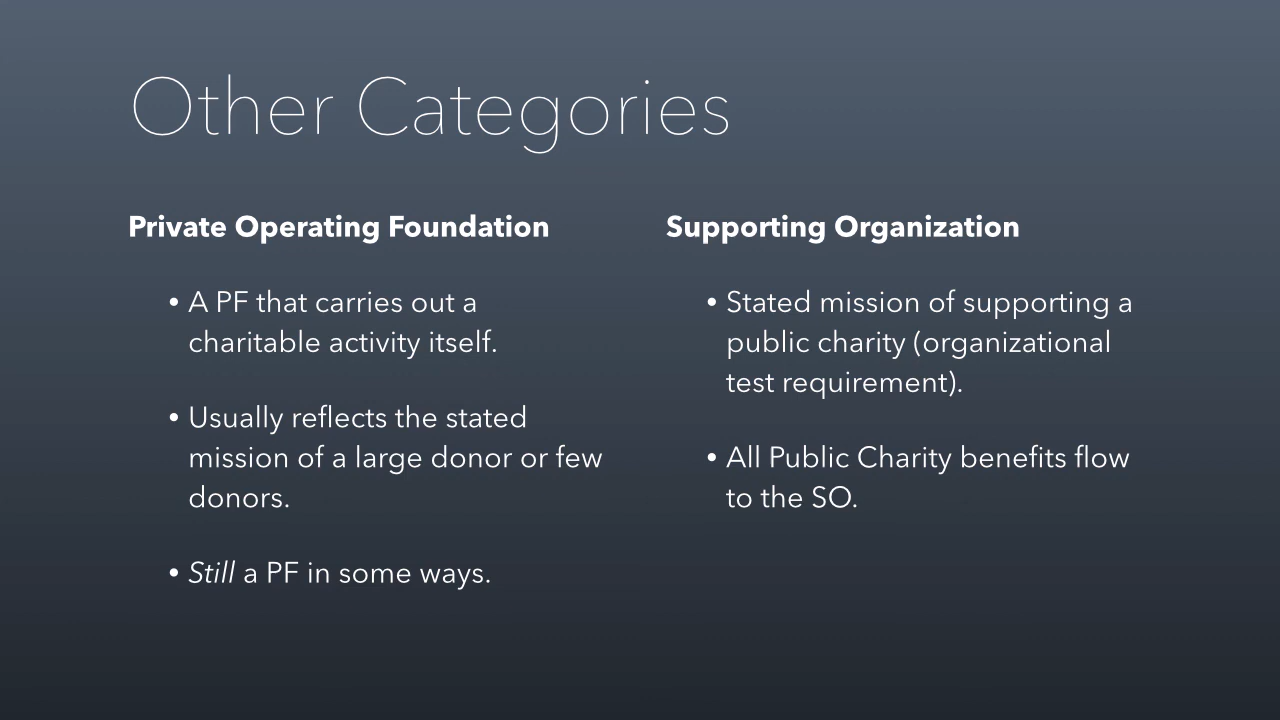 Other Categories
Private Operating Foundation
• A PF that carries out a
charitable activity itself.
• Usually reflects the stated
mission of a large donor or few
donors.
• Still a PF in some ways.
Supporting Organization
• Stated mission of supporting a
public charity (organizational
test requirement).
• All Public Charity benefits flow
to the SO.